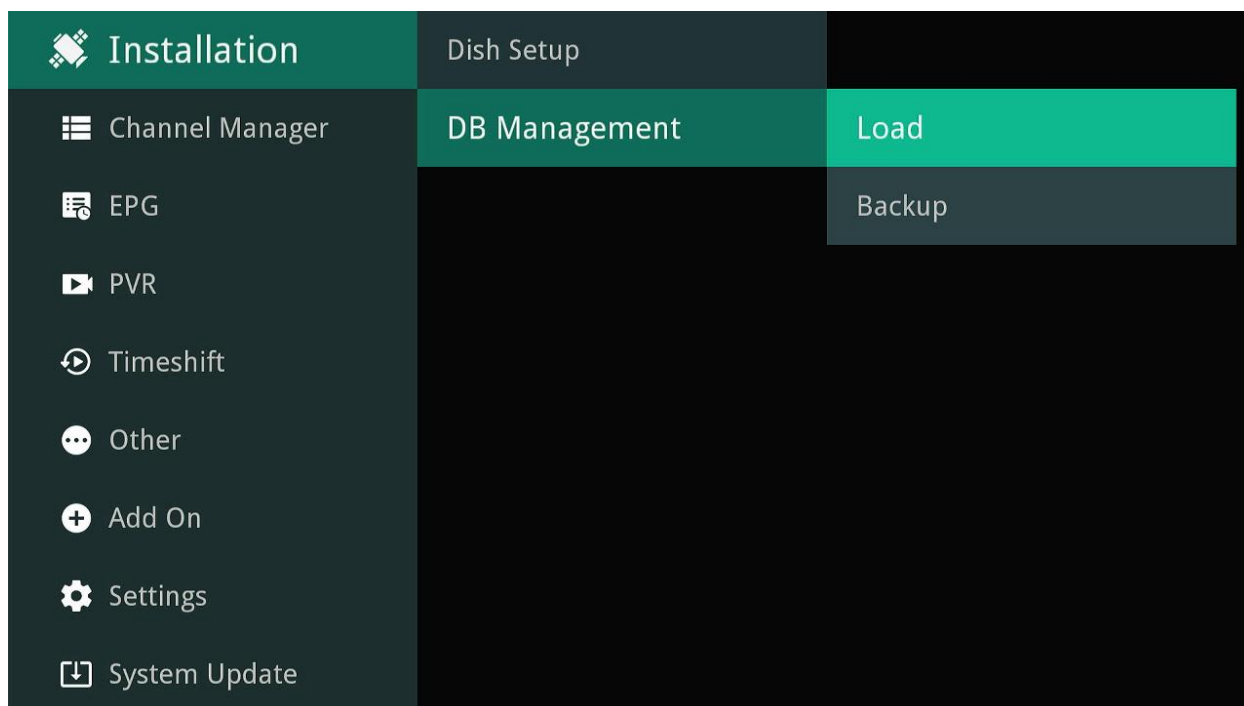 Installation
Channel Manager
EPG
PVR
Timeshift
Other
Add On
Settings
System Update
Dish Setup
DB Management
Load
Backup